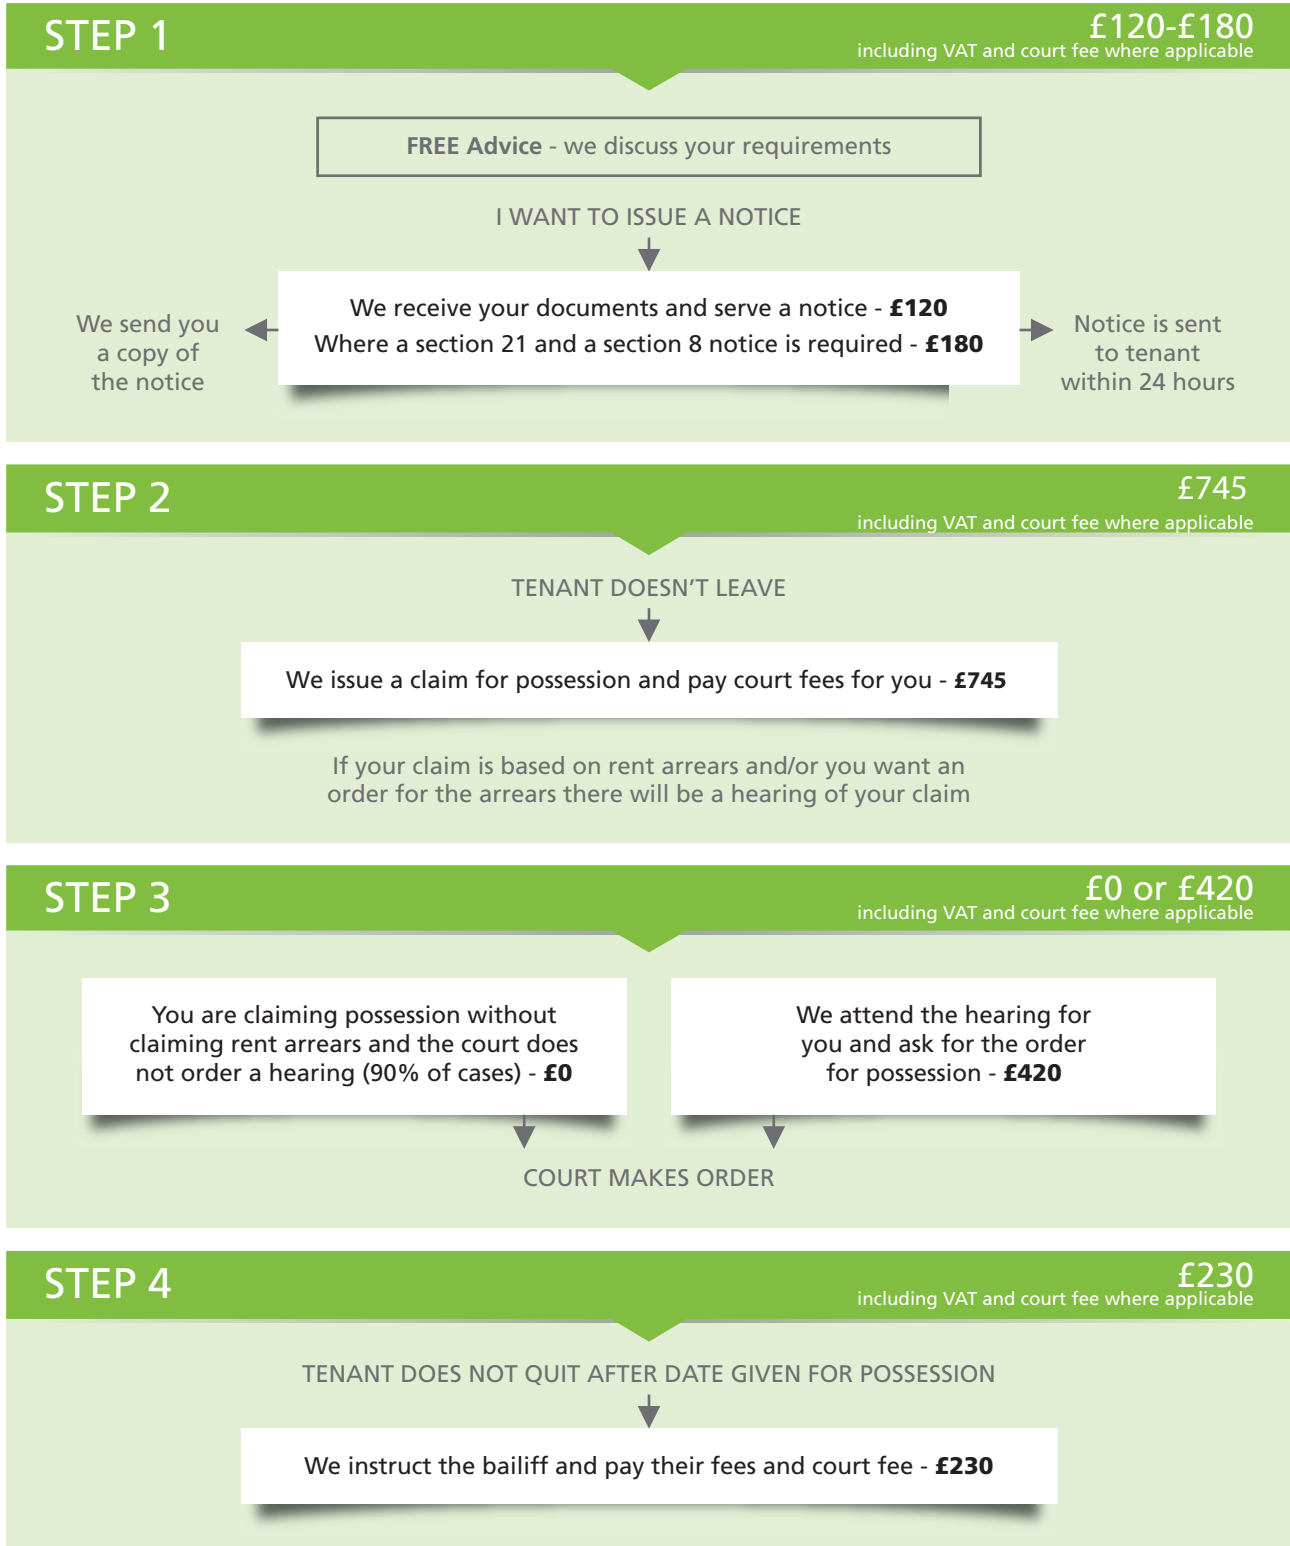 STEP 1
£120-£180
including VAT and court fee where applicable
FREE Advice - we discuss your requirements
I WANT TO ISSUE A NOTICE
We receive your documents and serve a notice - £120
Where a section 21 and a section 8 notice is required - £180
We send you
a copy of
the notice
Notice is sent
to tenant
within 24 hours
STEP 2
£745
including VAT and court fee where applicable
TENANT DOESN’T LEAVE
We issue a claim for possession and pay court fees for you - £745
If your claim is based on rent arrears and/or you want an
order for the arrears there will be a hearing of your claim
STEP 3
£0 or £420
including VAT and court fee where applicable
You are claiming possession without
claiming rent arrears and the court does
not order a hearing (90% of cases) - £0
We attend the hearing for
you and ask for the order
for possession - £420
COURT MAKES ORDER
STEP 4
£230
including VAT and court fee where applicable
TENANT DOES NOT QUIT AFTER DATE GIVEN FOR POSSESSION
We instruct the bailiff and pay their fees and court fee - £230